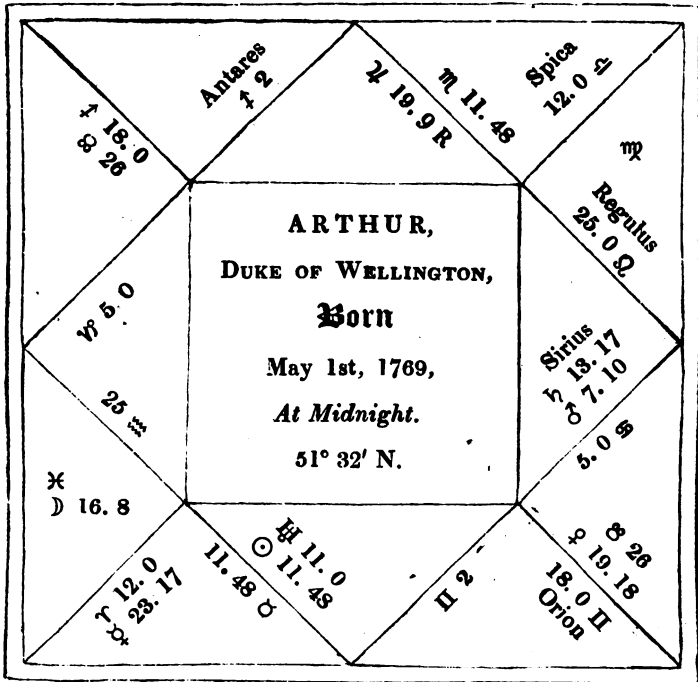 Antares
♐ 2
♃ 19. 9 R
♏ 11. 48
Spica
12. 0 ♎
♐ 18. 0
☊ 26
♍
Regulus
25. 0 ♌
ARTHUR,
DUKE OF WELLINGTON,
Born
May 1st, 1769,
At Midnight.
51° 32′ N.
♑ 5. 0
Sirius
♄ 13. 17
♂ 7. 10
5. 0 ♋
25 ♒
♓
☽ 16. 8
♈ 12. 0
☿ 23. 17
♅ 11. 0
☉ 11. 48
11. 48 ♉
♊ 2
☋ 26
♀ 19. 18
18. 0 ♊
Orion